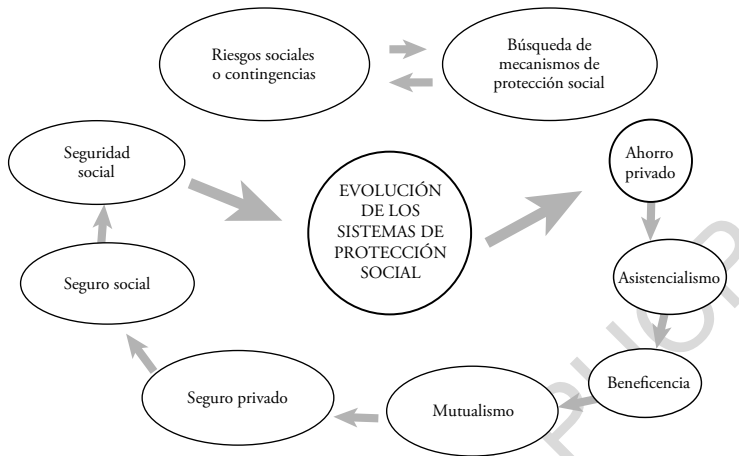 Riesgos sociales
o contingencias
Búsqueda de
mecanismos de
protección social
Seguridad
social
EVOLUCIÓN
DE LOS
SISTEMAS DE
PROTECCIÓN
SOCIAL
Ahorro
privado
Asistencialismo
Beneficencia
Mutualismo
Seguro privado
Seguro social